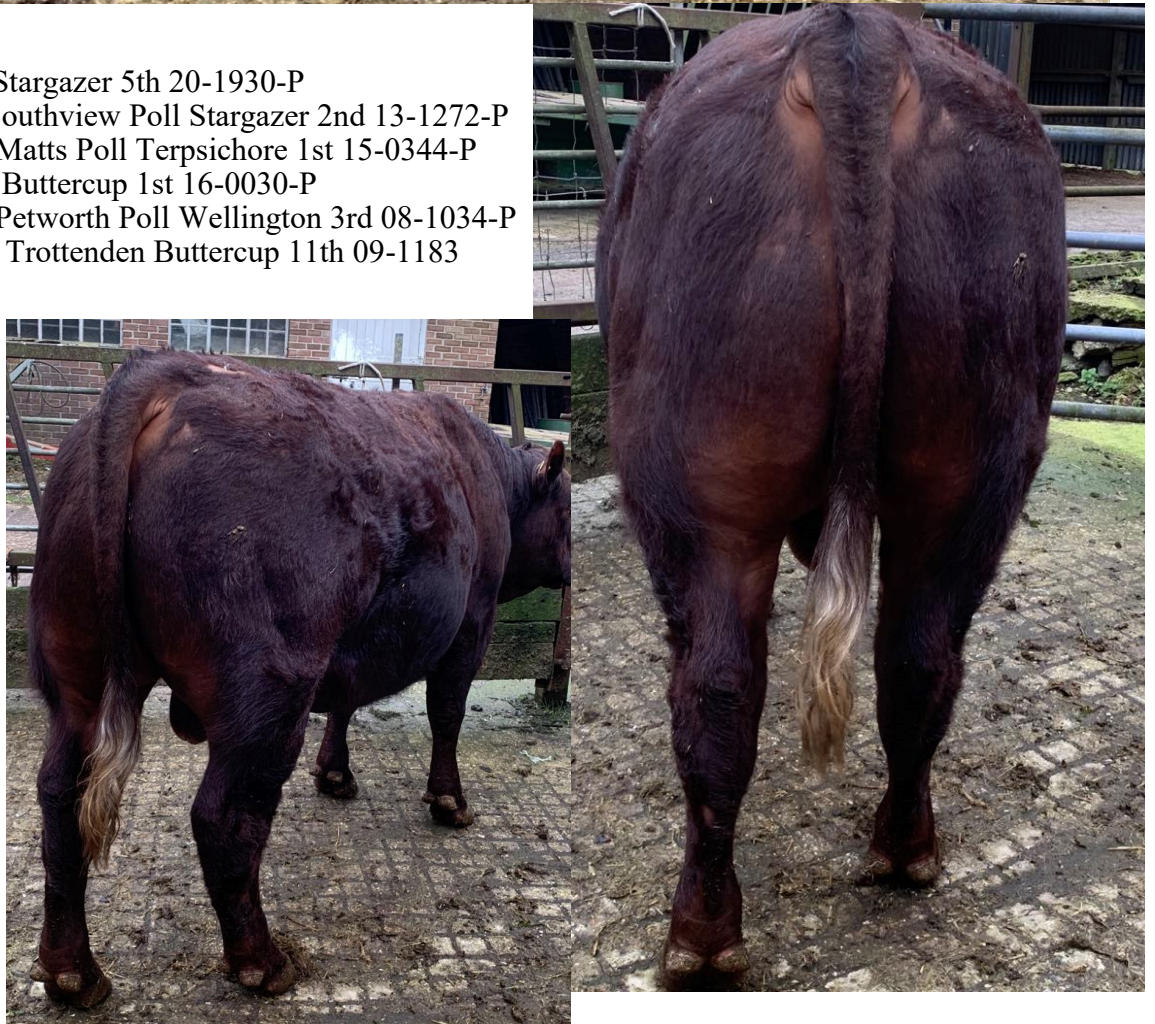 Stargazer 5th 20-1930-P
outhview Poll Stargazer 2nd 13-1272-P
Matts Poll Terpsichore 1st 15-0344-P
Buttercup 1st 16-0030-P
Petworth Poll Wellington 3rd 08-1034-P
Trottenden Buttercup 11th 09-1183